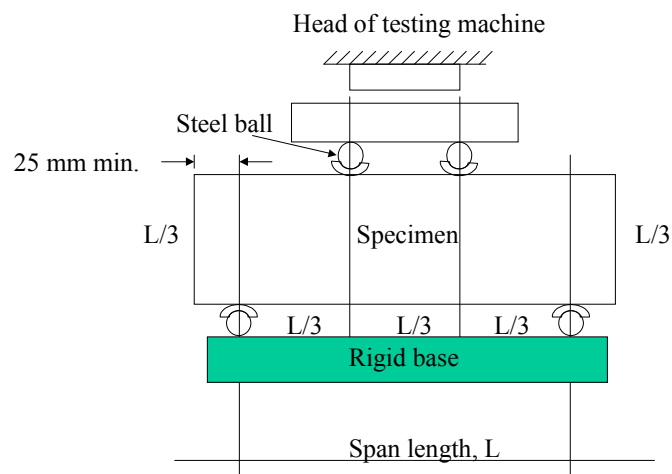 Head of testing machine
Steel ball
25 mm min.
L/3
Specimen
L/3
L/3
L/3
L/3
Rigid base
Span length, L